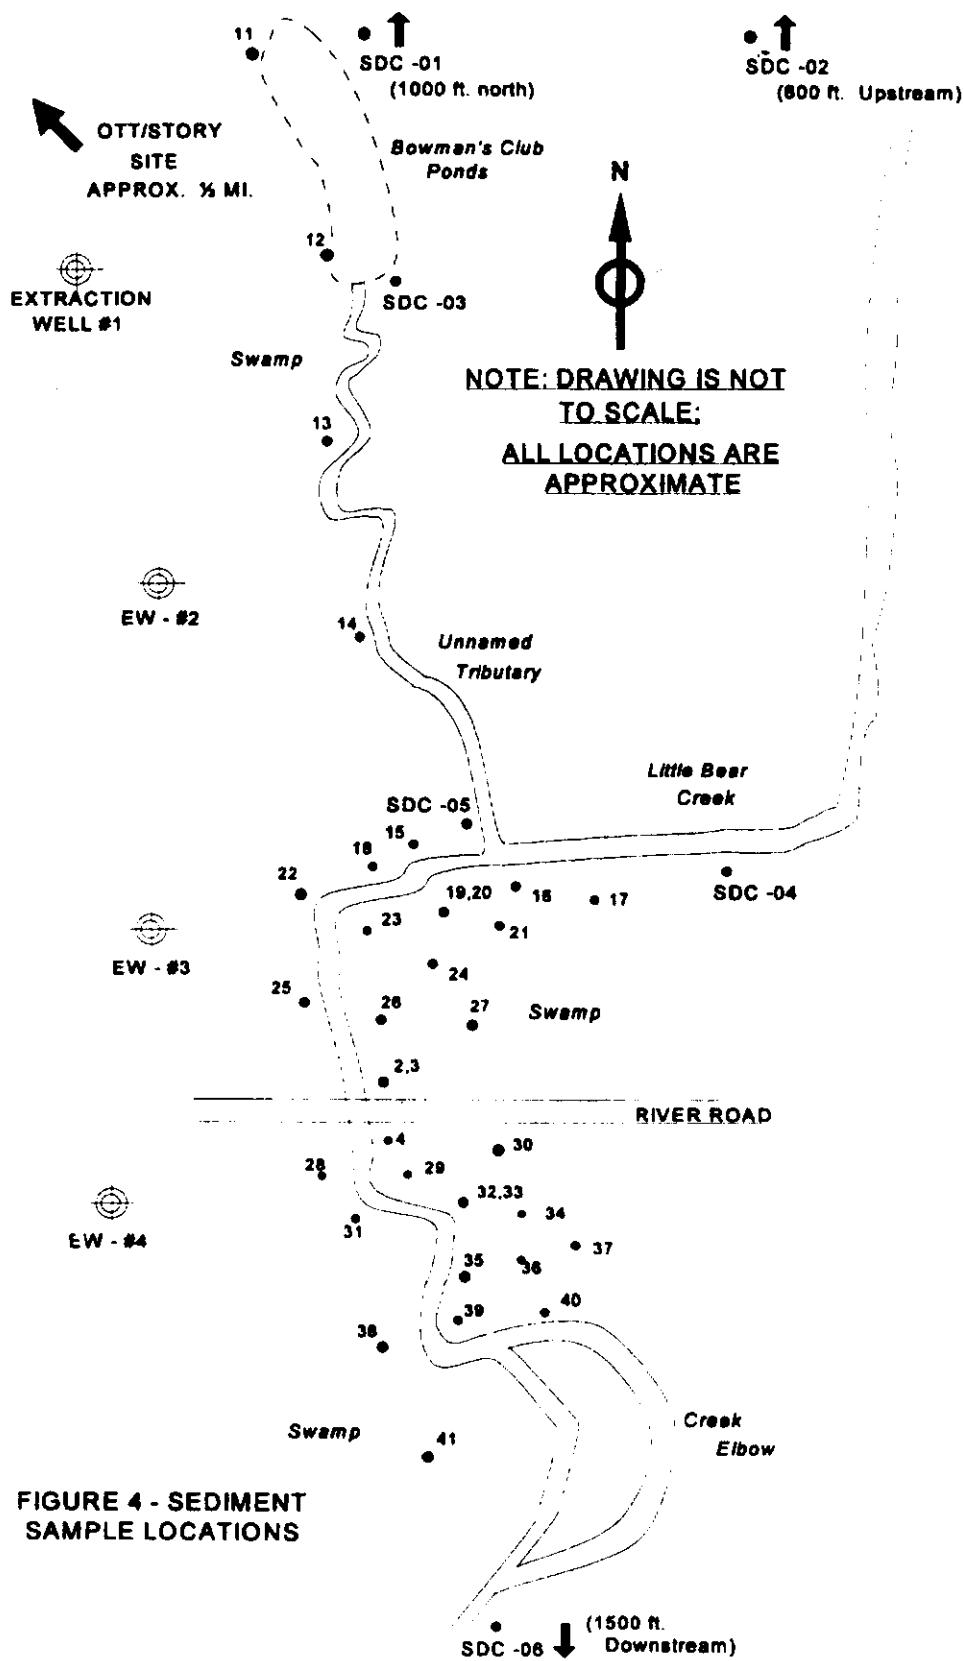 11
SDC -01
(1000 ft. north)
SDC -02
(600 ft. Upstream)
OTT/STORY
SITE
APPROX. ½ MI.
Bowman's Club
Ponds
N
12
EXTRACTION
WELL #1
SDC -03
Swamp
NOTE: DRAWING IS NOT
TO SCALE;
ALL LOCATIONS ARE
APPROXIMATE
13
EW - #2
14
Unnamed
Tributary
Little Bear
Creek
SDC -05
15
18
22
19,20
16
17
SDC -04
23
21
EW - #3
24
25
26
27
Swamp
2,3
RIVER ROAD
4
30
28
29
32,33
34
31
EW - #4
37
35
36
39
40
38
Swamp
41
Creek
Elbow
FIGURE 4 - SEDIMENT
SAMPLE LOCATIONS
SDC -06
(1500 ft.
Downstream)